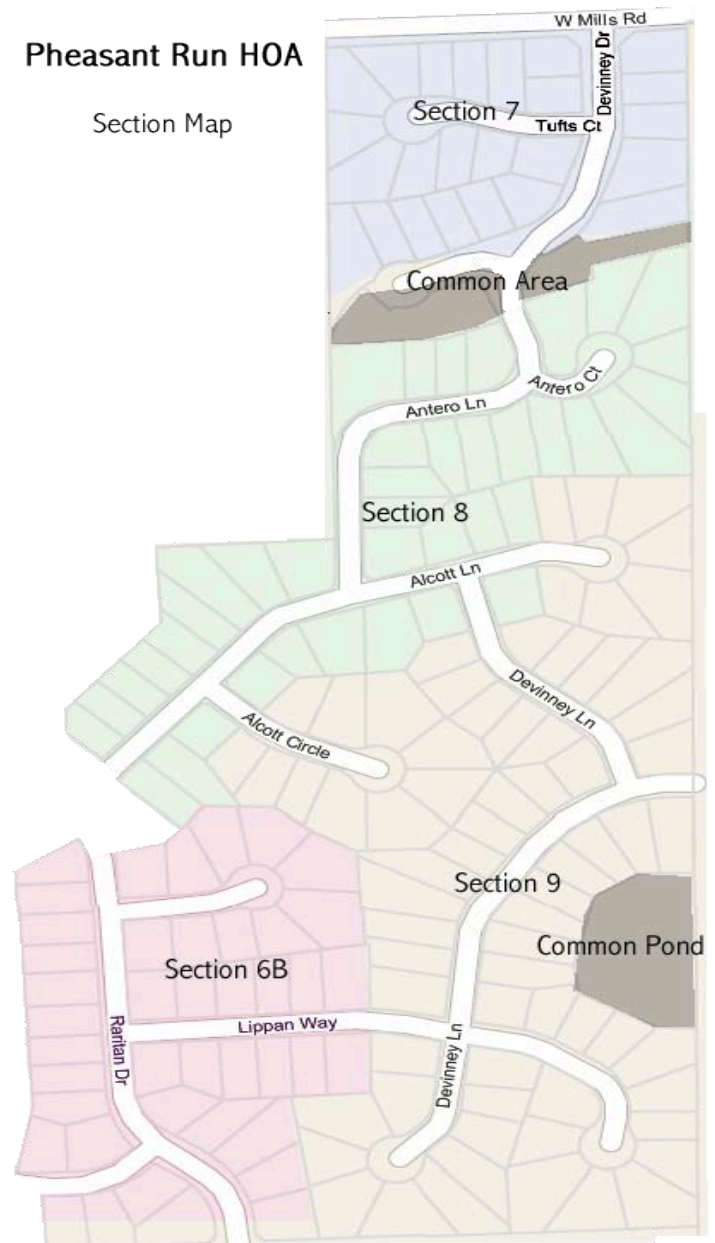 W Mills Rd
Pheasant Run HOA
Section Map
Devinney Dr
Section 7
Tufts Ct
Common Area
Antero Ct
Antero Ln
Section 8
Alcott Ln
Devinney Ln
Alcott Circle
Section 9
Common Pond
Section 6B
Lippan Way
Raritan Dr
Devinney Ln